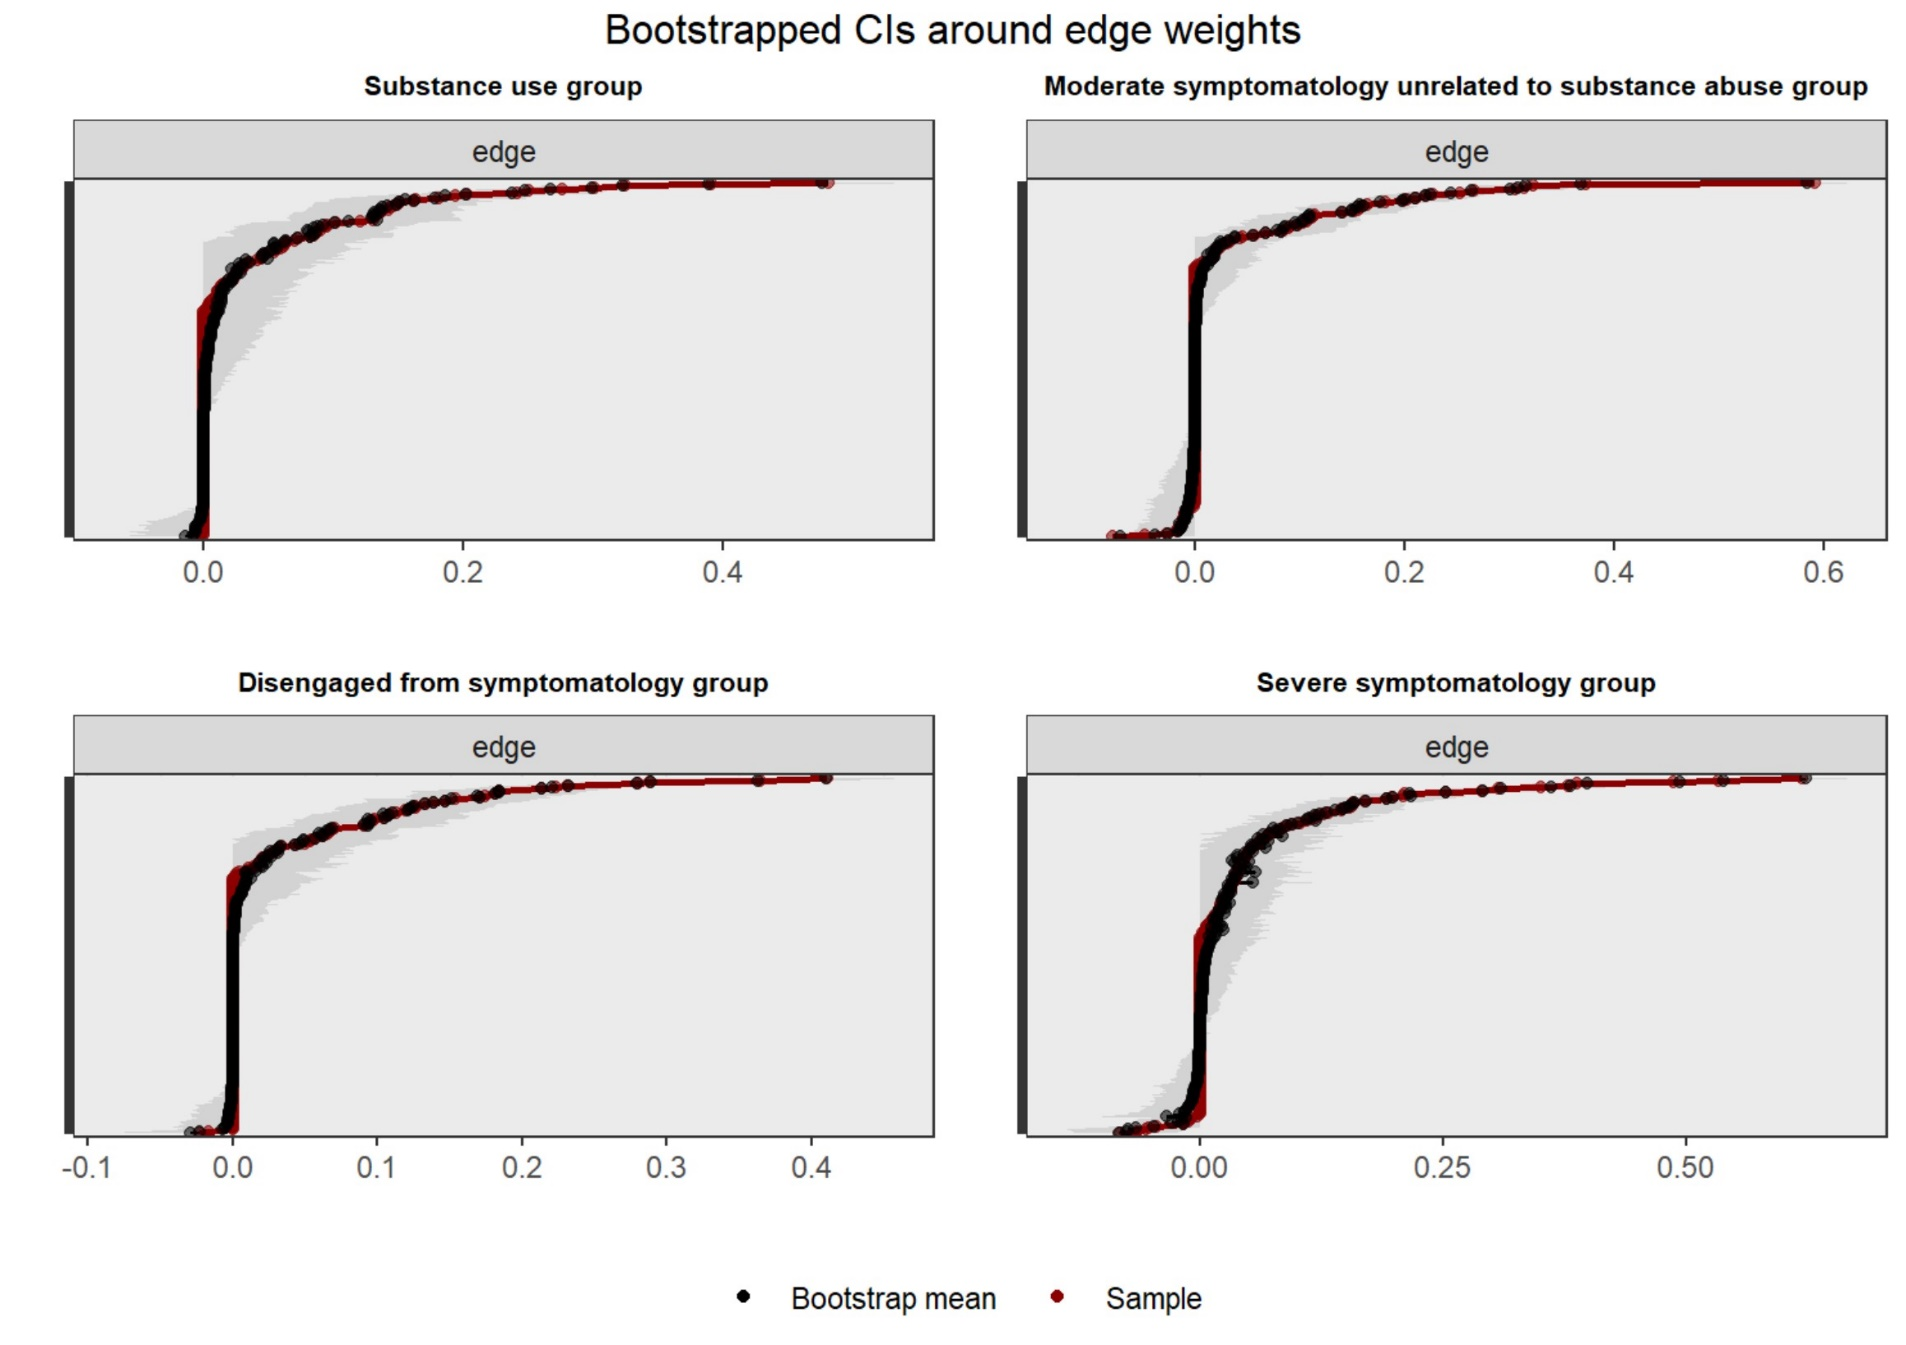 Bootstrapped CIs around edge weights
Substance use group
Moderate symptomatology unrelated to substance abuse group
edge
edge
0.0 0.2 0.4
0.0 0.2 0.4 0.6
Disengaged from symptomatology group
Severe symptomatology group
edge
edge
-0.1 0.0 0.1 0.2 0.3 0.4
0.00 0.25 0.50
Bootstrap mean Sample